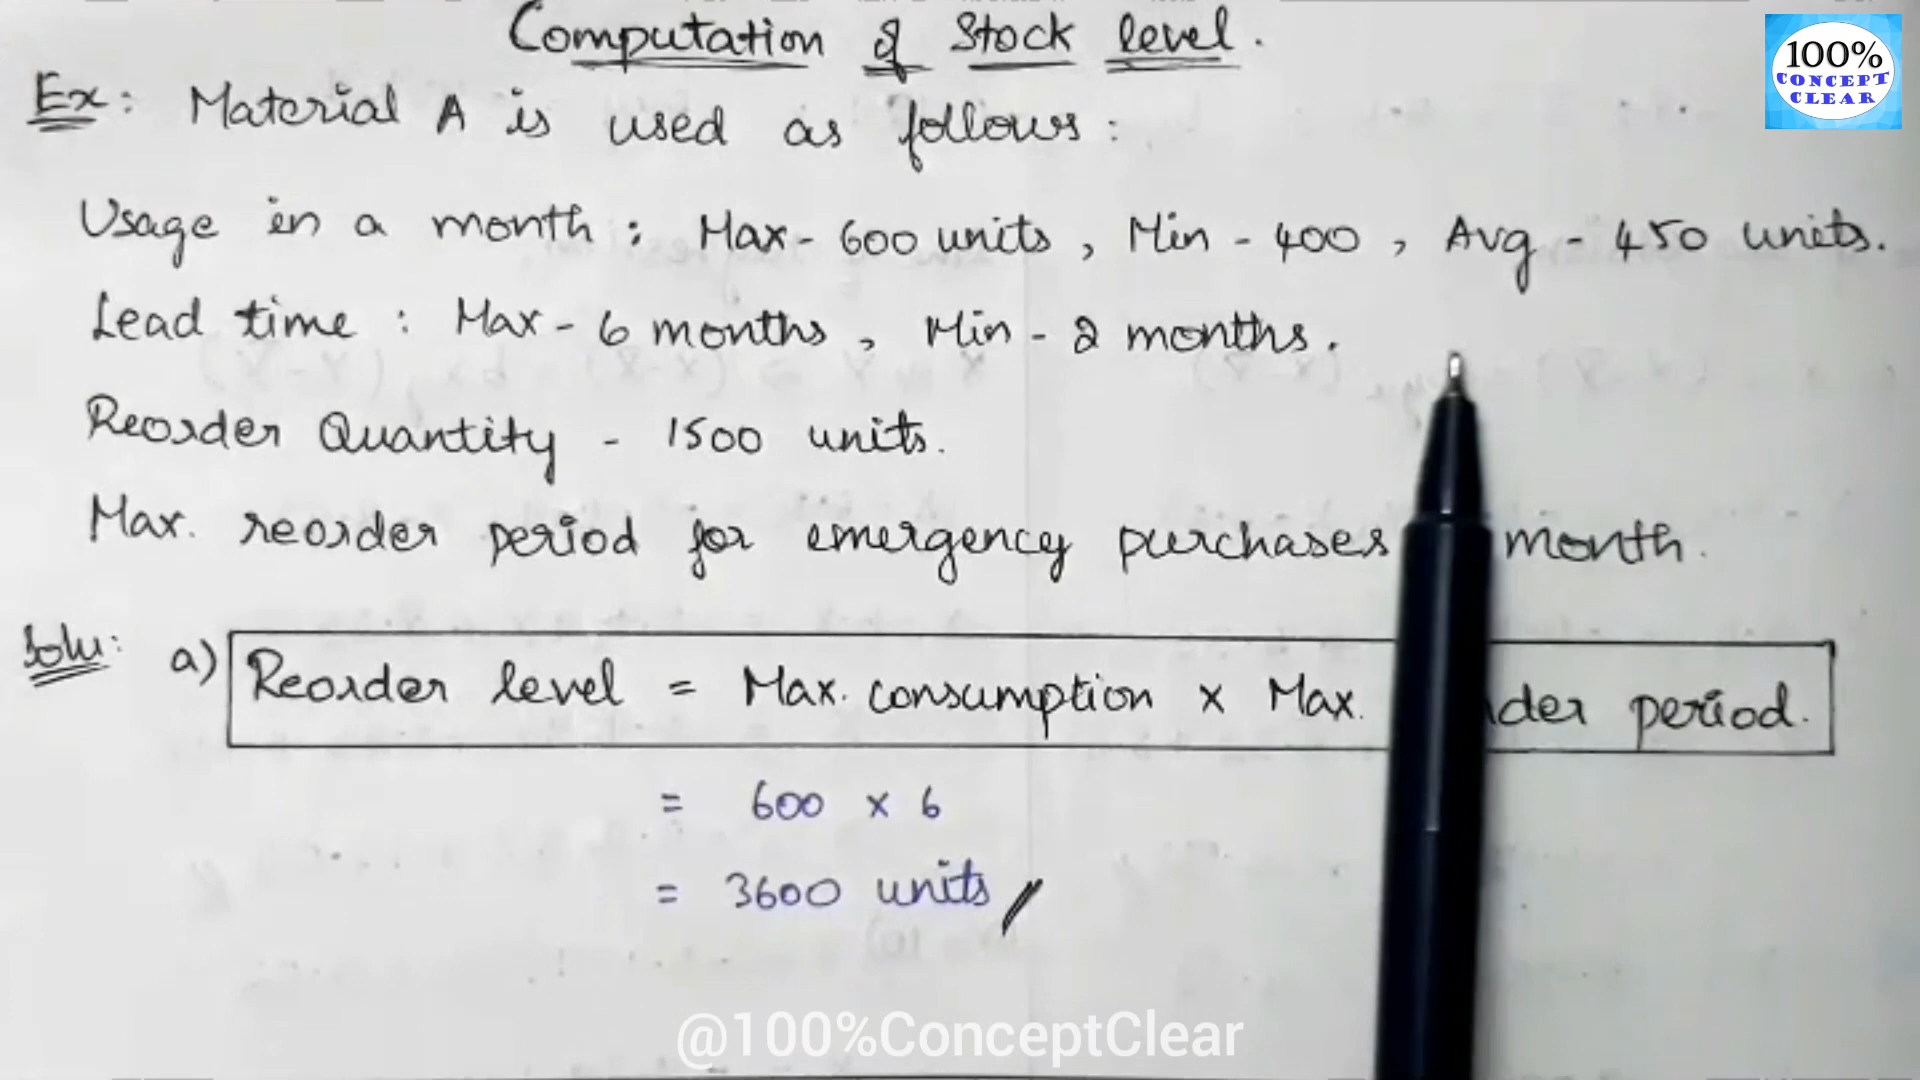 Computation of Stock level.
100%
CONCEPT
CLEAR
Ex: Material A is used as follows:
Usage in a month: Max- 600 units, Min - 400, Avg - 450 units.
Lead time: Max- 6 months, Min- 2 months.
Reorder Quantity - 1500 units.
Max. reorder period for emergency purchases month.
Solu: a) Reorder level = Max. consumption x Max. period.
= 600 x 6
= 3600 units
@100%ConceptClear